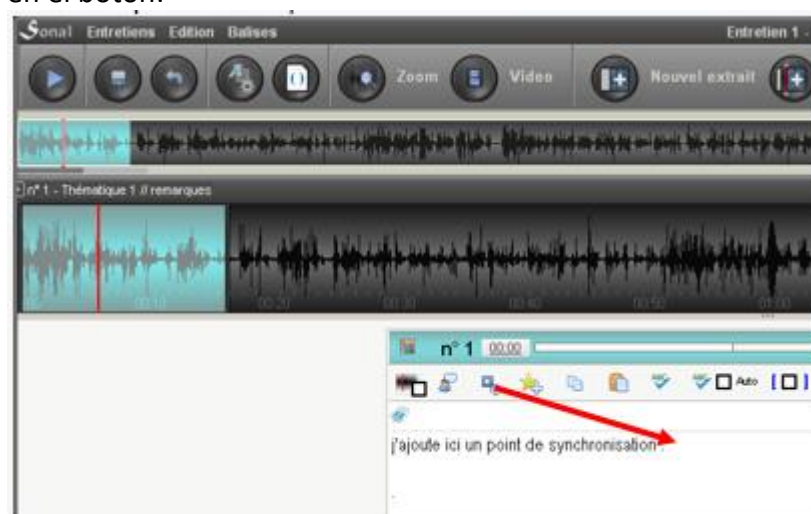 en el botón.
Sonal Entretiens Edition Balises Entretien 1 -
Zoom Video Nouvel extrait
n° 1 - Thématique 1 // remarques
00:10 00:20 00:30 00:40 00:50 01:00
n° 1 00:00
Auto
j'ajoute ici un point de synchronisation